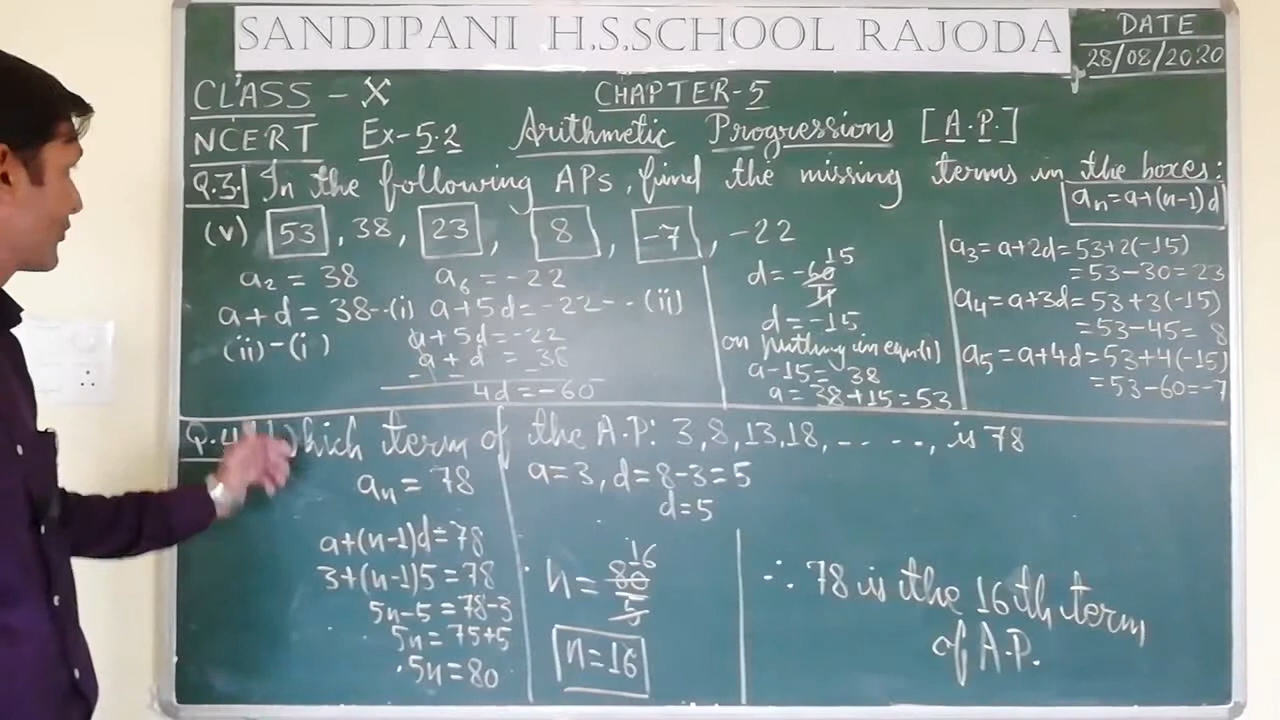 SANDIPANI H.S.SCHOOL RAJODA
DATE
28/08/2020
CLASS - X
CHAPTER-5
NCERT Ex-5.2 Arithmetic Progressions [A.P.]
Q.3. In the following APs, find the missing terms in the boxes:
an=a+(n-1)d
(v) 53, 38, 23, 8, -7, -22
a2 = 38
a6 = -22
a+d = 38--(i) a+5d=-22--(ii)
(ii)-(i)
a+5d=-22
a+d = 38
4d=-60
d=-60/4 15
d=-15
on putting in eqn(i)
a-15= 38
a=38+15=53
a3=a+2d=53+2(-15)
=53-30=23
a4=a+3d=53+3(-15)
=53-45= 8
a5=a+4d=53+4(-15)
=53-60=-7
Q.4. Which term of the A.P: 3,8,13,18, - - - -, is 78
a=3, d=8-3=5
d=5
an=78
a+(n-1)d=78
3+(n-1)5=78
5n-5=78-3
5n=75+5
5n=80
n=80/5 16
n=16
∴ 78 is the 16th term
of A.P.